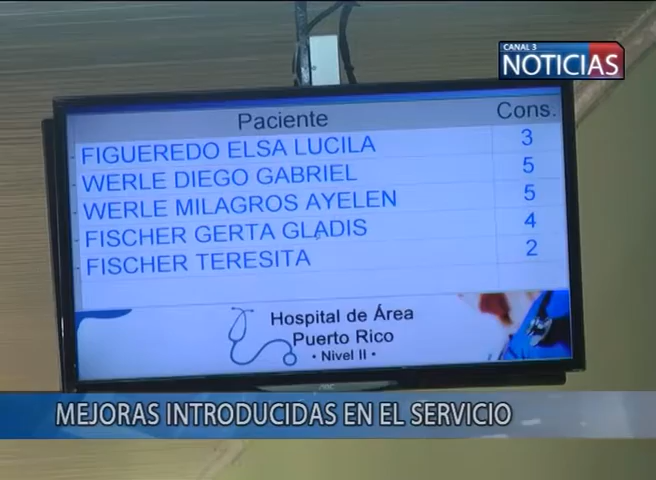 CANAL 3
NOTICIAS
Paciente Cons.
FIGUEREDO ELSA LUCILA 3
WERLE DIEGO GABRIEL 5
WERLE MILAGROS AYELEN 5
FISCHER GERTA GLADIS 4
FISCHER TERESITA 2
Hospital de Área
Puerto Rico
• Nivel II •
MEJORAS INTRODUCIDAS EN EL SERVICIO